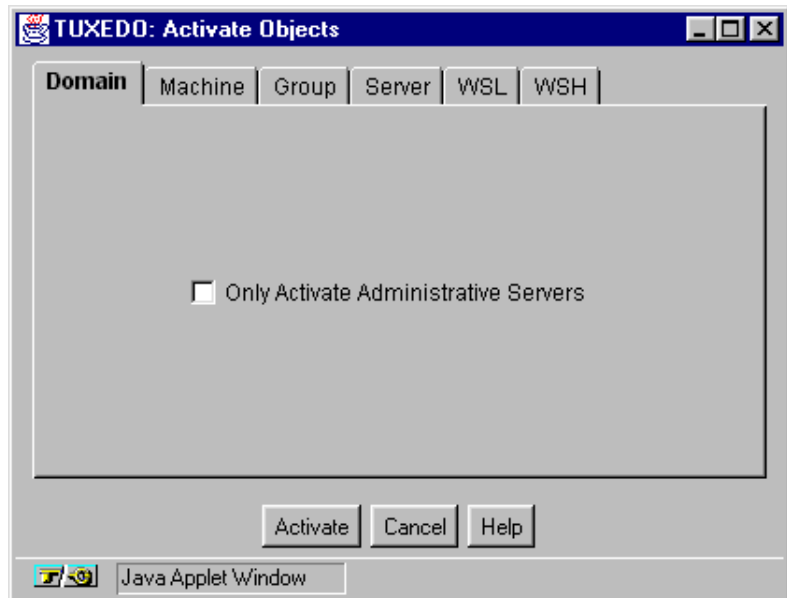 TUXEDO: Activate Objects
Domain Machine Group Server WSL WSH
Only Activate Administrative Servers
Activate Cancel Help
Java Applet Window